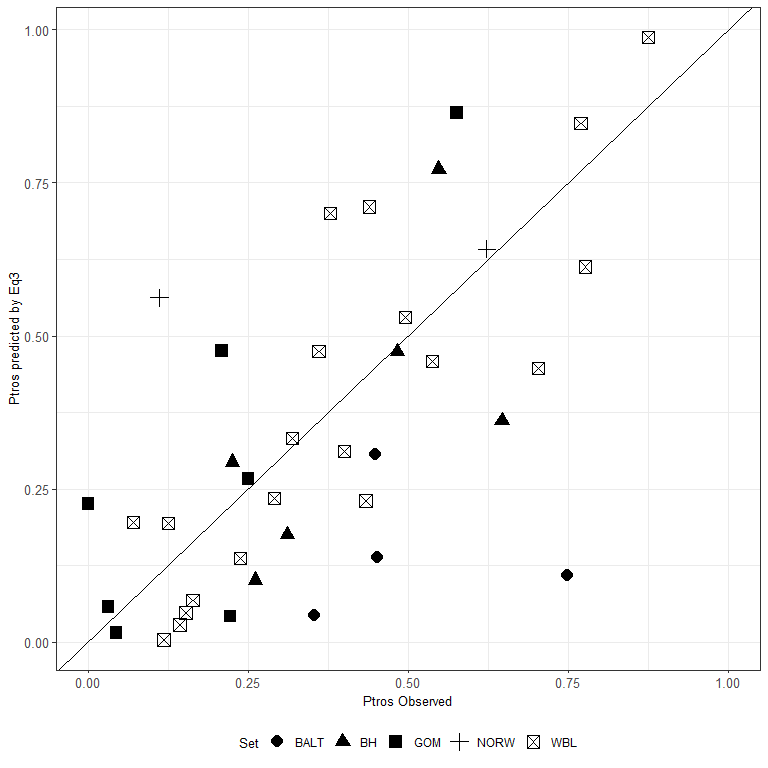 1.00
0.75
0.50
0.25
0.00
Ptros predicted by Eq3
0.00 0.25 0.50 0.75 1.00
Ptros Observed
Set BALT BH GOM NORW WBL